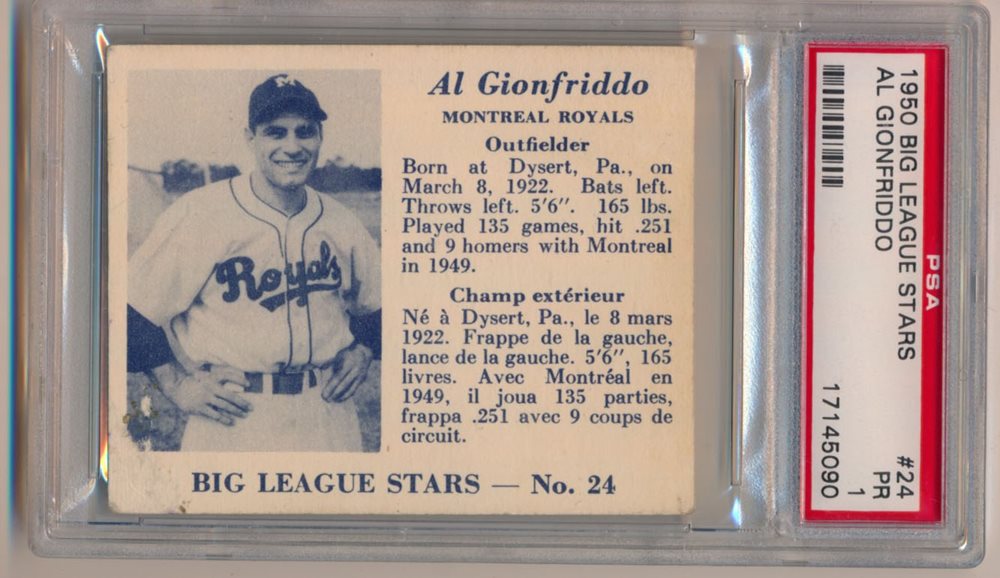 Al Gionfriddo
MONTREAL ROYALS
Outfielder
Born at Dysert, Pa., on
March 8, 1922. Bats left.
Throws left. 5'6". 165 lbs.
Played 135 games, hit .251
and 9 homers with Montreal
in 1949.
Champ extérieur
Né à Dysert, Pa., le 8 mars
1922. Frappe de la gauche,
lance de la gauche. 5'6", 165
livres. Avec Montréal en
1949, il joua 135 parties,
frappa .251 avec 9 coups de
circuit.
M
Royals
BIG LEAGUE STARS — No. 24
PSA
1950 BIG LEAGUE STARS #24
AL GIONFRIDDO PR
1
17145090